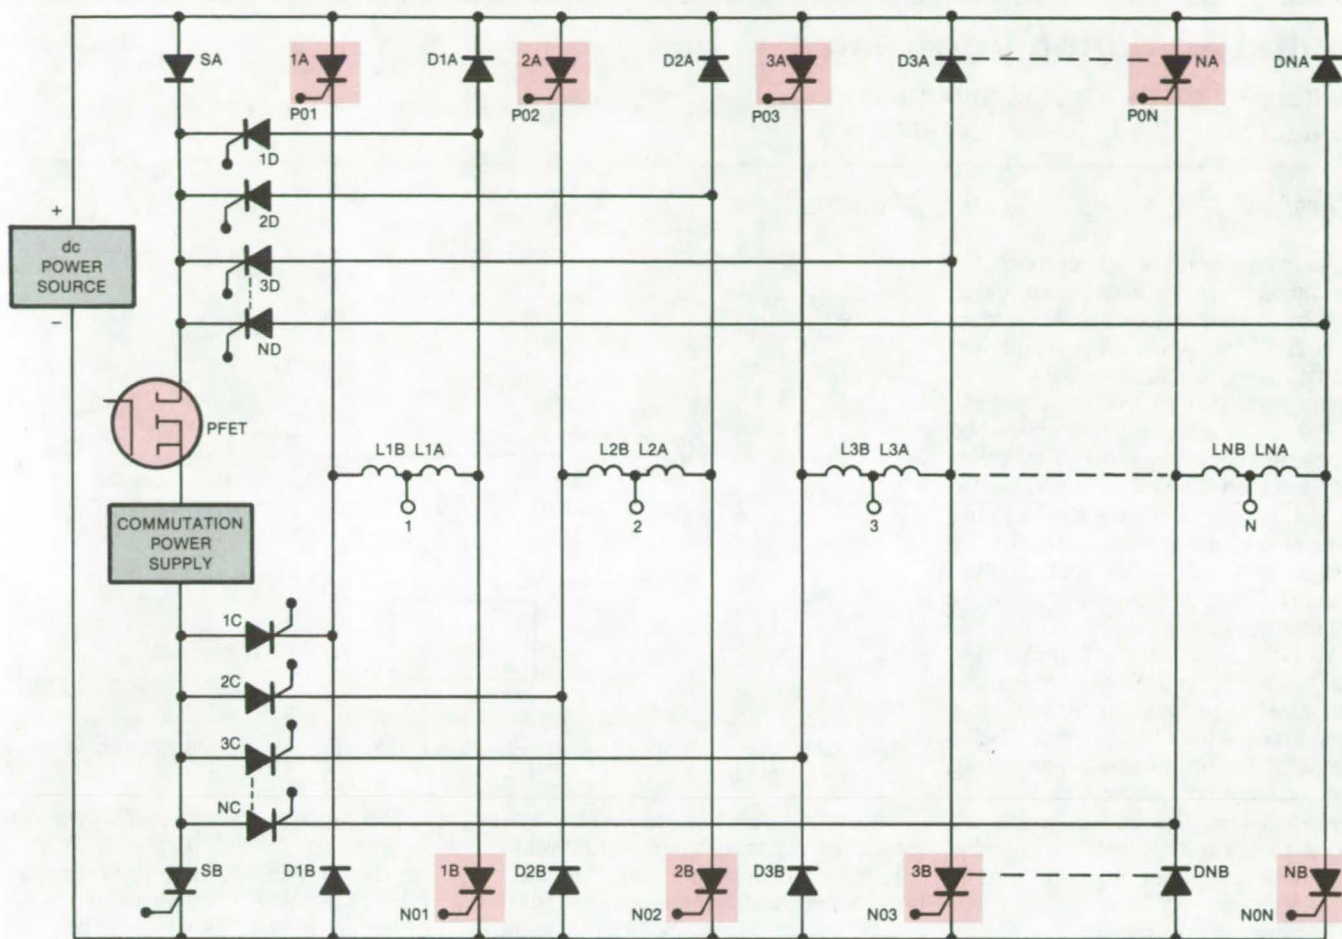 SA
1A
D1A
2A
D2A
3A
D3A
NA
DNA
P01
P02
P03
P0N
1D
2D
3D
ND
+
dc
POWER
SOURCE
−
PFET
L1B L1A
L2B L2A
L3B L3A
LNB LNA
1
2
3
N
COMMUTATION
POWER
SUPPLY
1C
2C
3C
NC
SB
D1B
1B
D2B
2B
D3B
3B
DNB
NB
N01
N02
N03
N0N